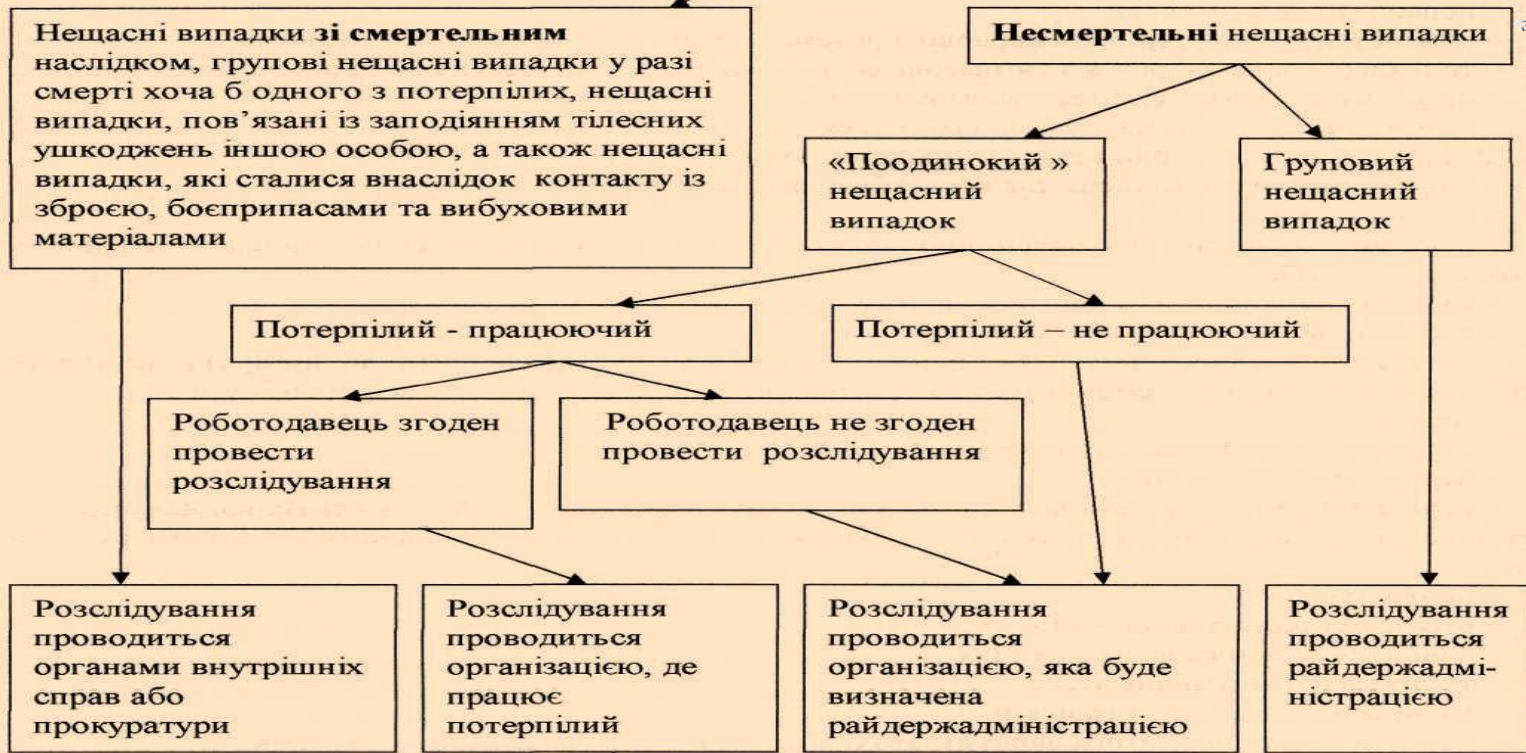 Нещасні випадки зі смертельним
наслідком, групові нещасні випадки у разі
смерті хоча б одного з потерпілих, нещасні
випадки, пов’язані із заподіянням тілесних
ушкоджень іншою особою, а також нещасні
випадки, які сталися внаслідок контакту із
зброєю, боєприпасами та вибуховими
матеріалами
Несмертельні нещасні випадки
«Поодинокий »
нещасний
випадок
Груповий
нещасний
випадок
Потерпілий - працюючий
Потерпілий – не працюючий
Роботодавець згоден
провести
розслідування
Роботодавець не згоден
провести розслідування
Розслідування
проводиться
органами внутрішніх
справ або
прокуратури
Розслідування
проводиться
організацією, де
працює
потерпілий
Розслідування
проводиться
організацією, яка буде
визначена
райдержадміністрацією
Розслідування
проводиться
райдержадмі-
ністрацією